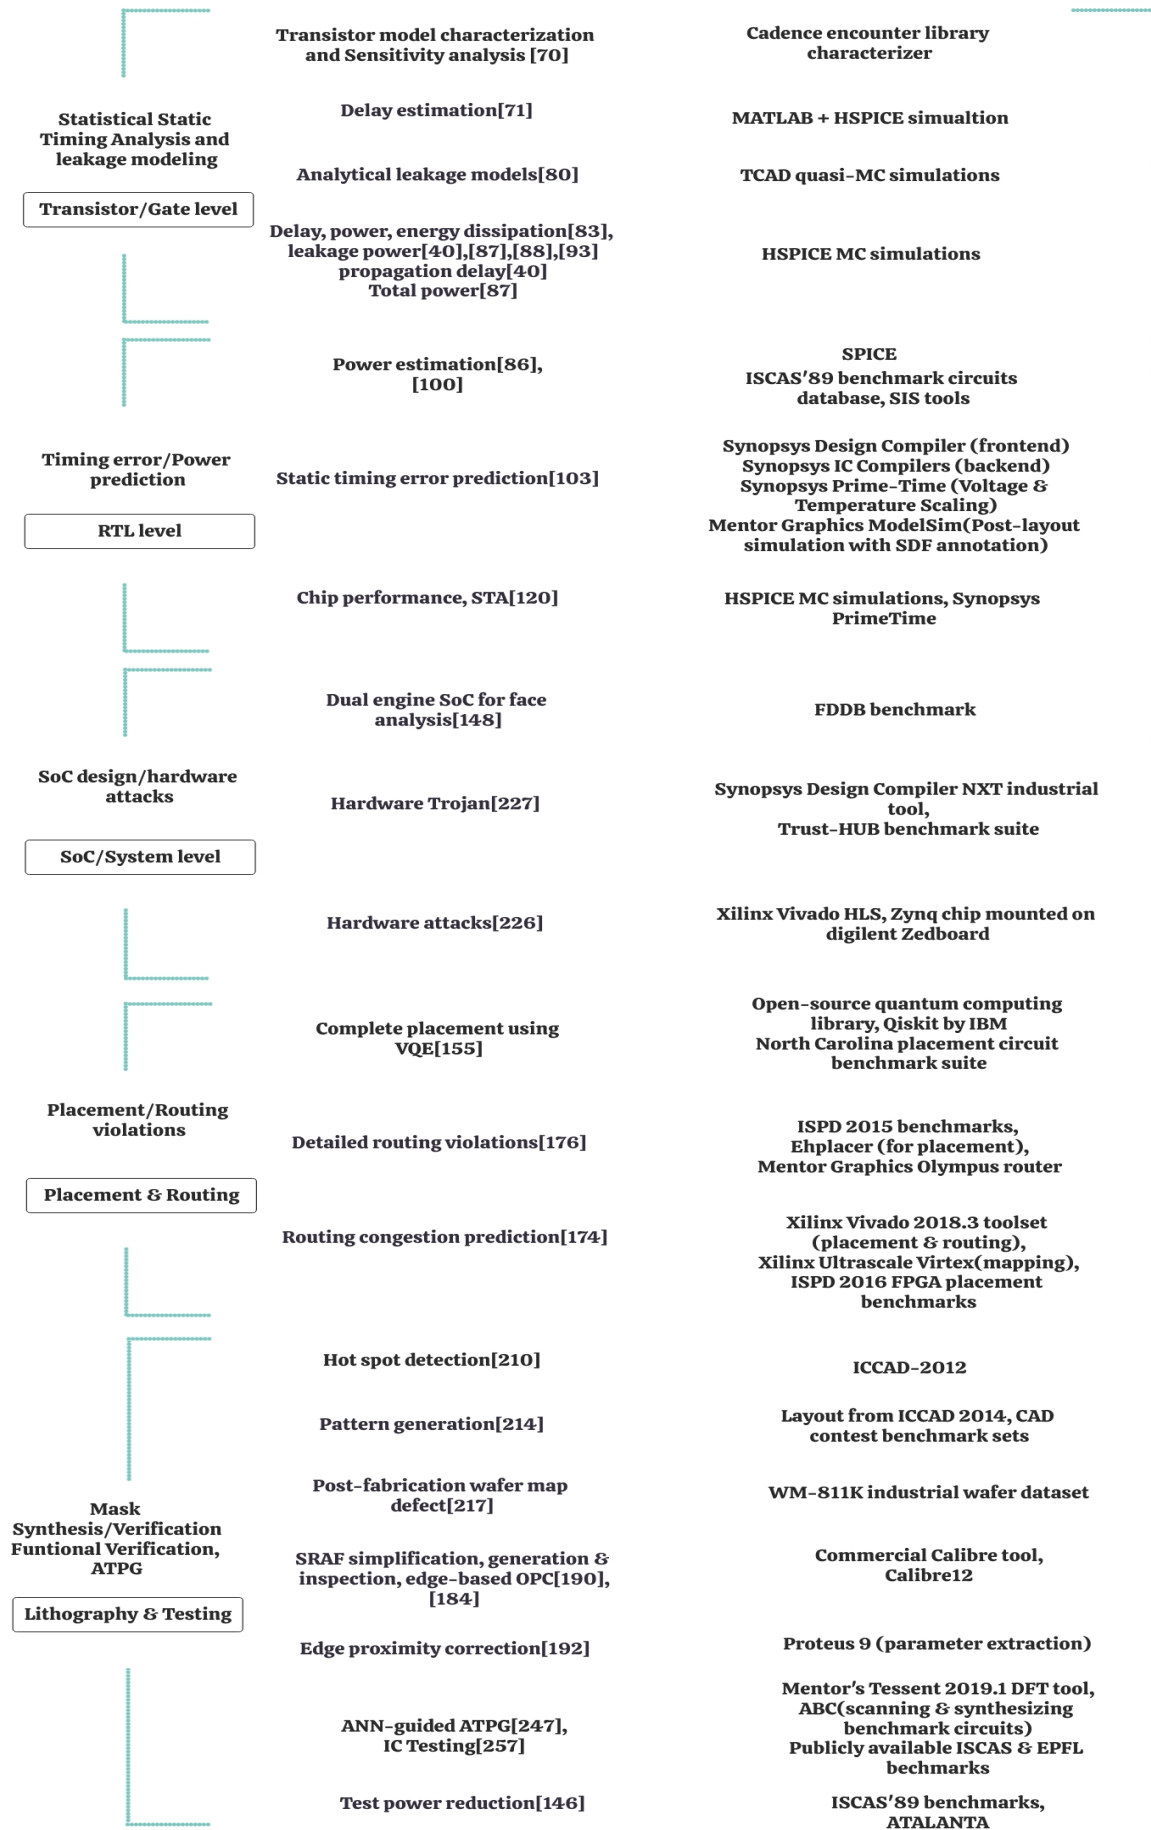 Transistor model characterization
and Sensitivity analysis [70]
Cadence encounter library
characterizer
Statistical Static
Timing Analysis and
leakage modeling
Transistor/Gate level
Delay estimation[71]
MATLAB + HSPICE simualtion
Analytical leakage models[80]
TCAD quasi-MC simulations
Delay, power, energy dissipation[83],
leakage power[40],[87],[88],[93]
propagation delay[40]
Total power[87]
HSPICE MC simulations
Power estimation[86],
[100]
SPICE
ISCAS'89 benchmark circuits
database, SIS tools
Timing error/Power
prediction
RTL level
Static timing error prediction[103]
Synopsys Design Compiler (frontend)
Synopsys IC Compilers (backend)
Synopsys Prime-Time (Voltage &
Temperature Scaling)
Mentor Graphics ModelSim(Post-layout
simulation with SDF annotation)
Chip performance, STA[120]
HSPICE MC simulations, Synopsys
PrimeTime
Dual engine SoC for face
analysis[148]
FDDB benchmark
SoC design/hardware
attacks
SoC/System level
Hardware Trojan[227]
Synopsys Design Compiler NXT industrial
tool,
Trust-HUB benchmark suite
Hardware attacks[226]
Xilinx Vivado HLS, Zynq chip mounted on
digilent Zedboard
Complete placement using
VQE[155]
Open-source quantum computing
library, Qiskit by IBM
North Carolina placement circuit
benchmark suite
Placement/Routing
violations
Placement & Routing
Detailed routing violations[176]
ISPD 2015 benchmarks,
Ehplacer (for placement),
Mentor Graphics Olympus router
Routing congestion prediction[174]
Xilinx Vivado 2018.3 toolset
(placement & routing),
Xilinx Ultrascale Virtex(mapping),
ISPD 2016 FPGA placement
benchmarks
Hot spot detection[210]
ICCAD-2012
Pattern generation[214]
Layout from ICCAD 2014, CAD
contest benchmark sets
Post-fabrication wafer map
defect[217]
WM-811K industrial wafer dataset
Mask
Synthesis/Verification
Funtional Verification,
ATPG
Lithography & Testing
SRAF simplification, generation &
inspection, edge-based OPC[190],
[184]
Commercial Calibre tool,
Calibre12
Edge proximity correction[192]
Proteus 9 (parameter extraction)
ANN-guided ATPG[247],
IC Testing[257]
Mentor's Tessent 2019.1 DFT tool,
ABC(scanning & synthesizing
benchmark circuits)
Publicly available ISCAS & EPFL
bechmarks
Test power reduction[146]
ISCAS'89 benchmarks,
ATALANTA